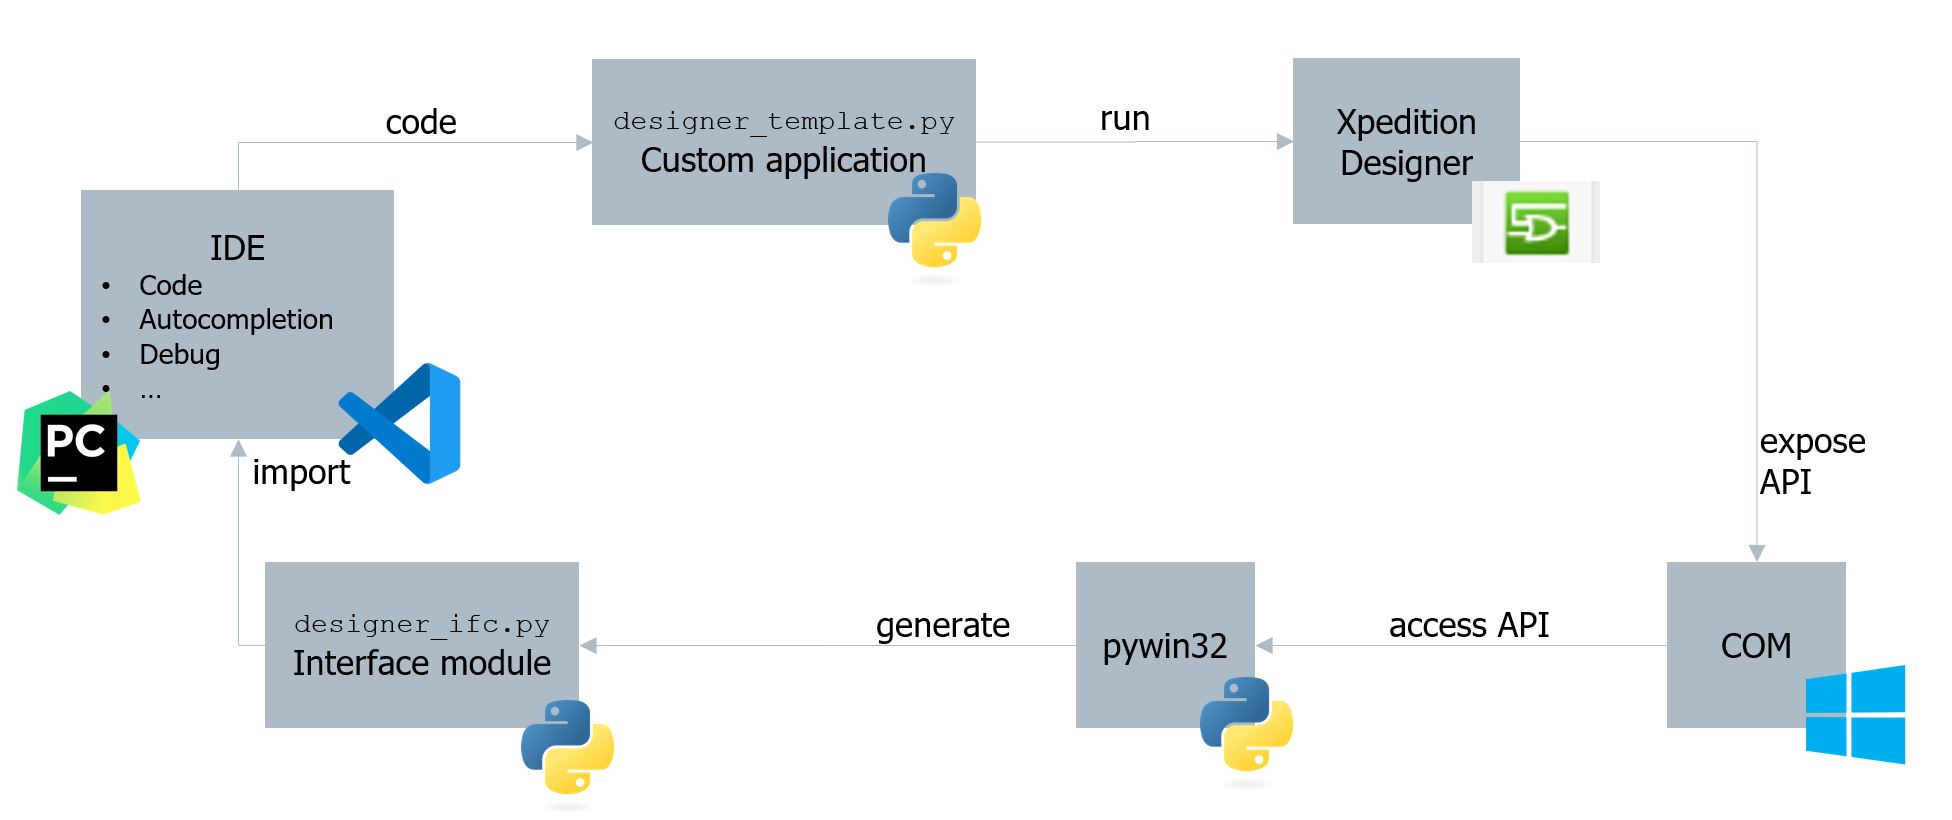 code
designer_template.py
Custom application
run
Xpedition
Designer
IDE
• Code
• Autocompletion
• Debug
• ...
PC
import
expose
API
designer_ifc.py
Interface module
generate
pywin32
access API
COM